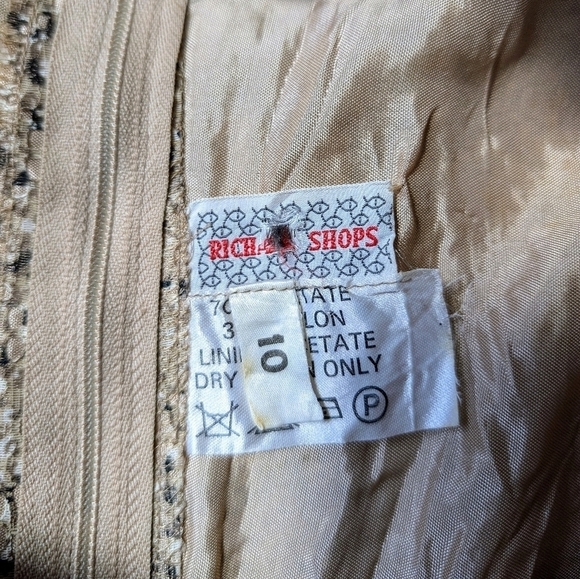 RICHA SHOPS
70 TATE
3 LON
LINI ETATE
DRY N ONLY
10
P